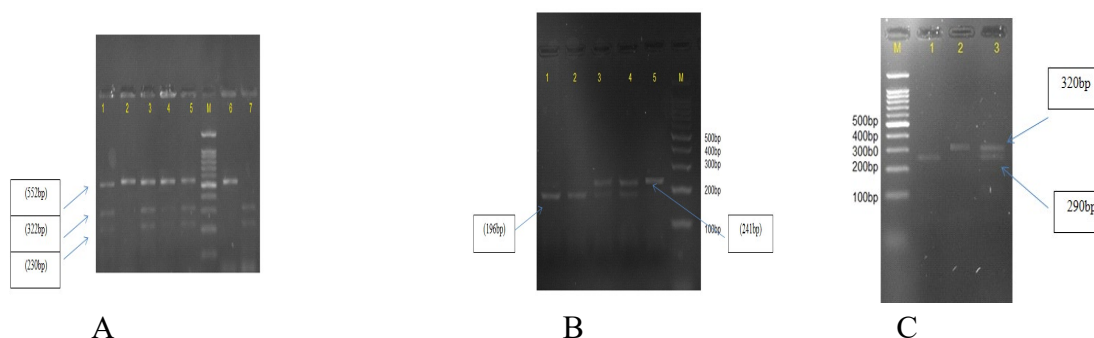 1 2 3 4 5 M 6 7
(552bp)
(322bp)
(230bp)
A
1 2 3 4 5 M
500bp
400bp
300bp
200bp
100bp
(196bp)
(241bp)
B
M 1 2 3
500bp
400bp
300b0
200bp
100bp
320bp
290bp
C